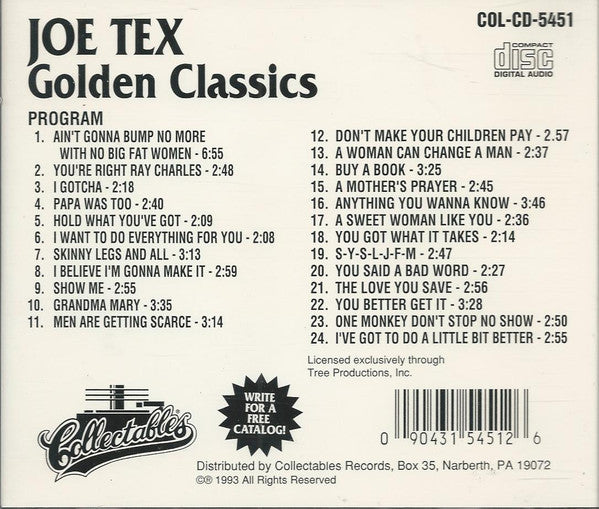 JOE TEX
Golden Classics
COL-CD-5451
COMPACT
disc
DIGITAL AUDIO
PROGRAM
1. AIN'T GONNA BUMP NO MORE
WITH NO BIG FAT WOMEN - 6:55
2. YOU'RE RIGHT RAY CHARLES - 2:48
3. I GOTCHA - 2:18
4. PAPA WAS TOO - 2:40
5. HOLD WHAT YOU'VE GOT - 2:09
6. I WANT TO DO EVERYTHING FOR YOU - 2:08
7. SKINNY LEGS AND ALL - 3:13
8. I BELIEVE I'M GONNA MAKE IT - 2:59
9. SHOW ME - 2:55
10. GRANDMA MARY - 3:35
11. MEN ARE GETTING SCARCE - 3:14
12. DON'T MAKE YOUR CHILDREN PAY - 2.57
13. A WOMAN CAN CHANGE A MAN - 2:37
14. BUY A BOOK - 3:25
15. A MOTHER'S PRAYER - 2:45
16. ANYTHING YOU WANNA KNOW - 3:46
17. A SWEET WOMAN LIKE YOU - 2:36
18. YOU GOT WHAT IT TAKES - 2:14
19. S-Y-S-L-J-F-M - 2:47
20. YOU SAID A BAD WORD - 2:27
21. THE LOVE YOU SAVE - 2:56
22. YOU BETTER GET IT - 3:28
23. ONE MONKEY DON'T STOP NO SHOW - 2:50
24. I'VE GOT TO DO A LITTLE BIT BETTER - 2:55
Licensed exclusively through
Tree Productions, Inc.
Collectables
WRITE
FOR A
FREE
CATALOG!
0 90431 54512 6
Distributed by Collectables Records, Box 35, Narberth, PA 19072
©℗ 1993 All Rights Reserved